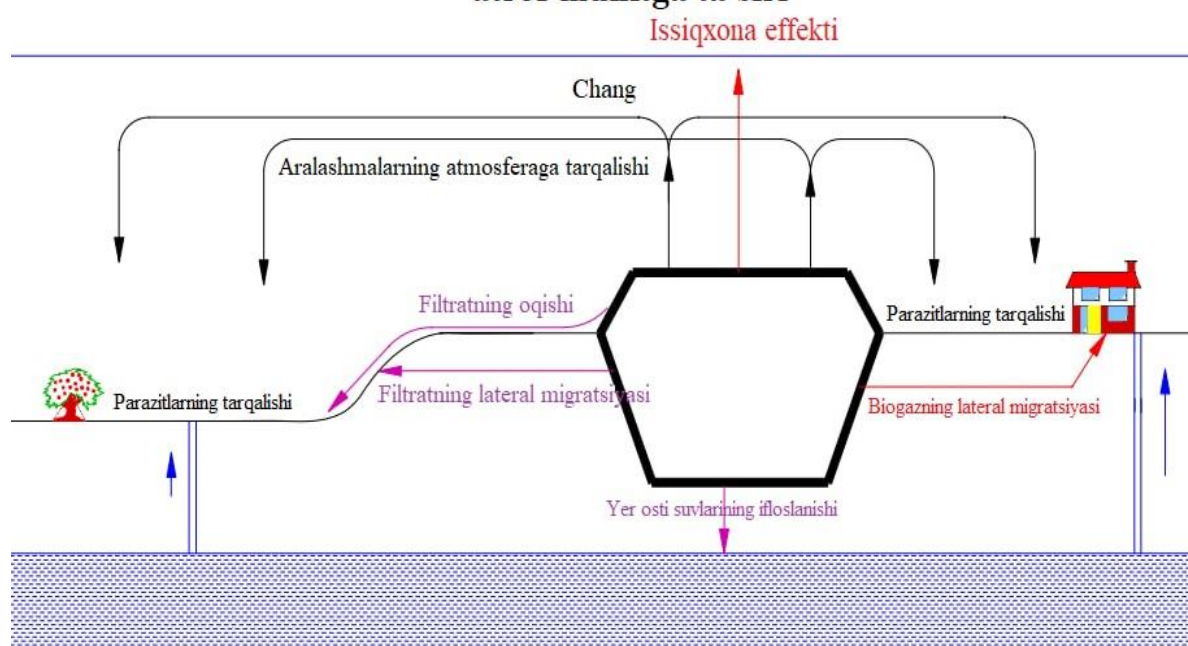 Issiqxona effekti
Chang
Aralashmalarning atmosferaga tarqalishi
Filtratning oqishi
Parazitlarning tarqalishi
Filtratning lateral migratsiyasi
Parazitlarning tarqalishi
Biogazning lateral migratsiyasi
Yer osti suvlarining ifloslanishi